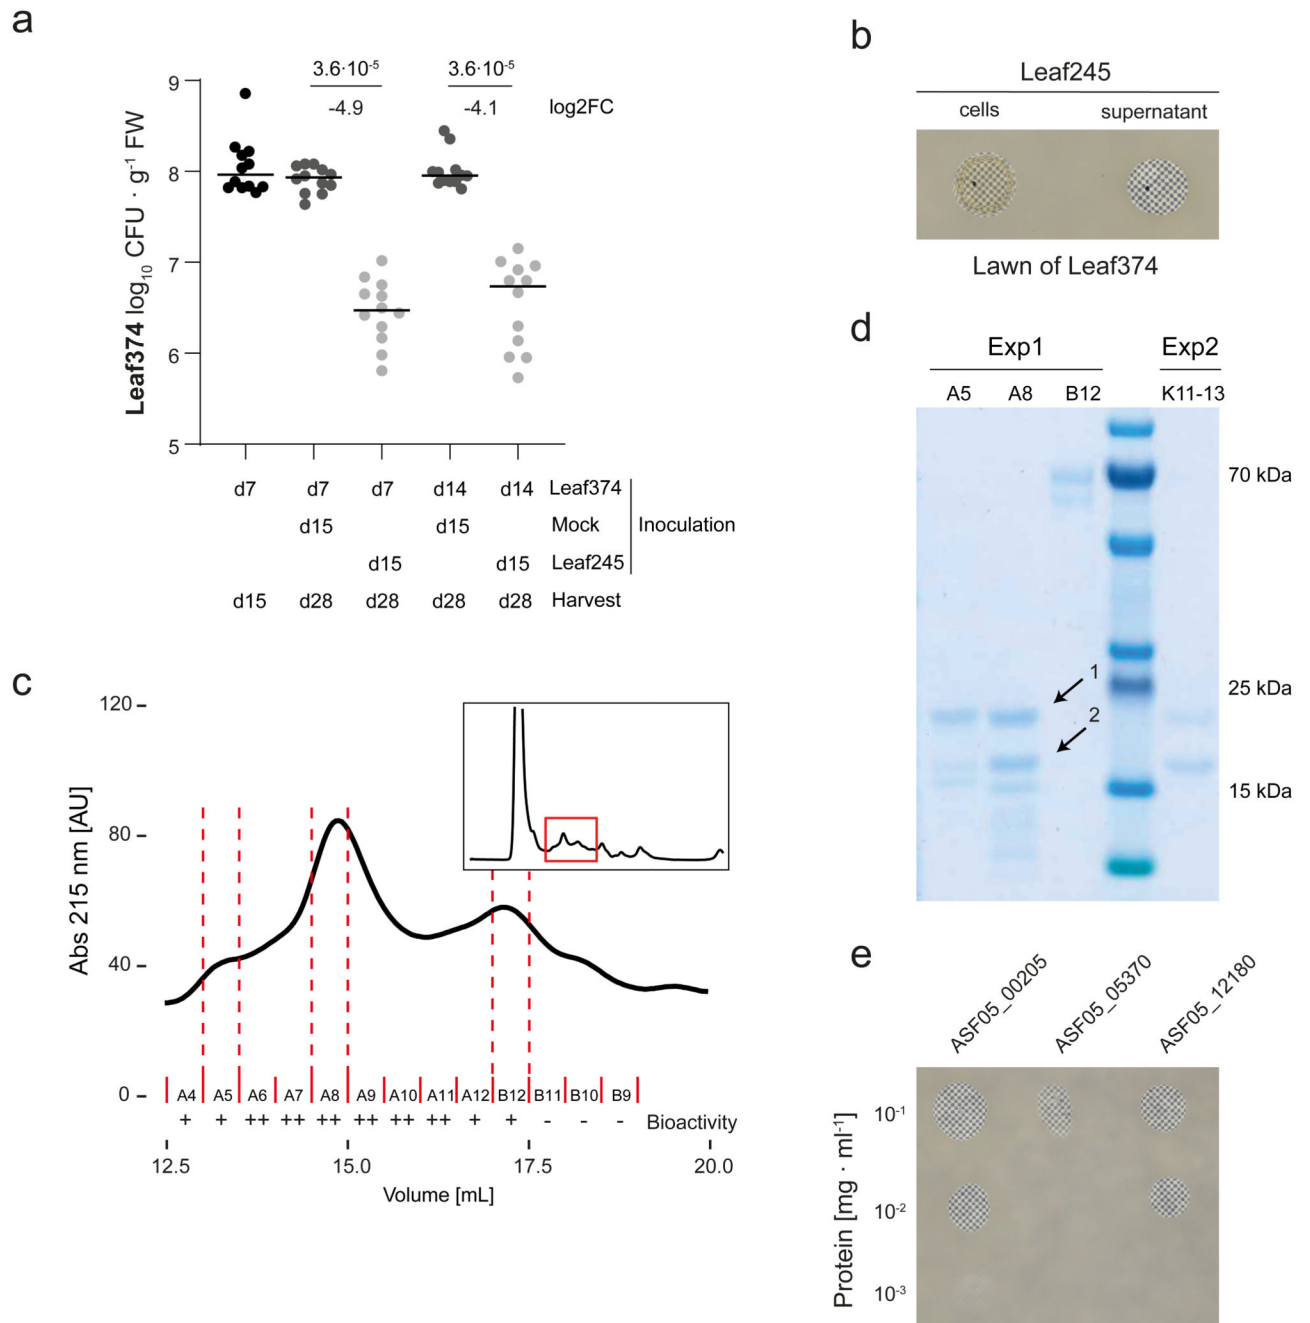 a
3.6·10⁻⁵ 3.6·10⁻⁵
-4.9 -4.1 log2FC
9
8
7
6
5
Leaf374 log₁₀ CFU · g⁻¹ FW
d7 d7 d7 d14 d14 Leaf374
d15 d15 Mock
Inoculation
d15 d15 Leaf245
d15 d28 d28 d28 d28 Harvest
b
Leaf245
cells supernatant
Lawn of Leaf374
c
120
80
40
0
Abs 215 nm [AU]
A4 A5 A6 A7 A8 A9 A10 A11 A12 B12 B11 B10 B9
+ + ++ ++ ++ ++ ++ ++ + + - - - Bioactivity
12.5 15.0 17.5 20.0
Volume [mL]
d
Exp1 Exp2
A5 A8 B12 K11-13
70 kDa
1
25 kDa
2
15 kDa
e
ASF05_00205 ASF05_05370 ASF05_12180
10⁻¹
10⁻²
10⁻³
Protein [mg · ml⁻¹]